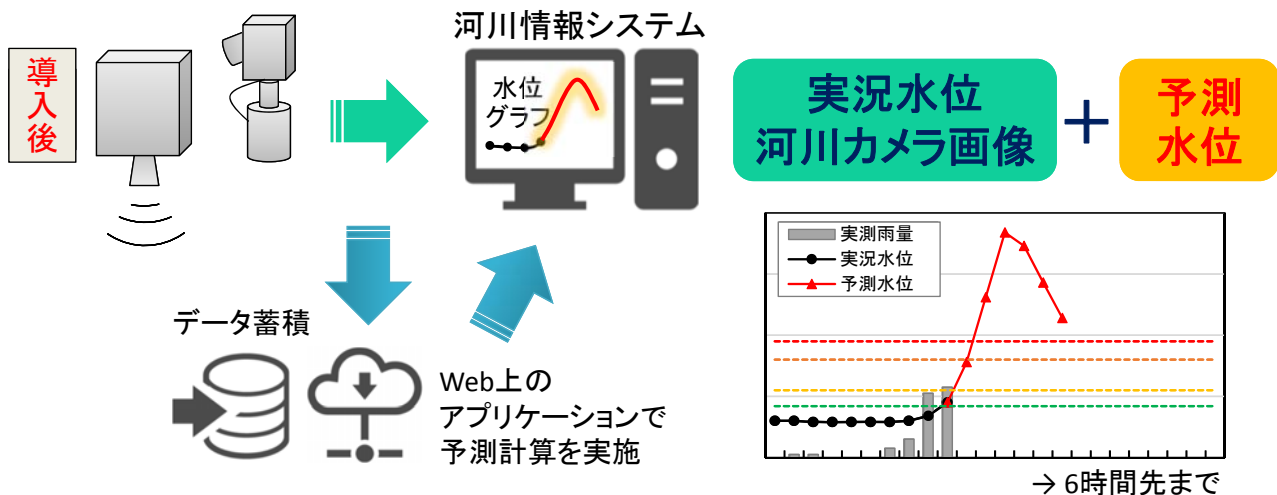 導入後
河川情報システム
水位
グラフ
実況水位
河川カメラ画像
+
予測
水位
データ蓄積
Web上の
アプリケーションで
予測計算を実施
実測雨量
実況水位
予測水位
→ 6時間先まで